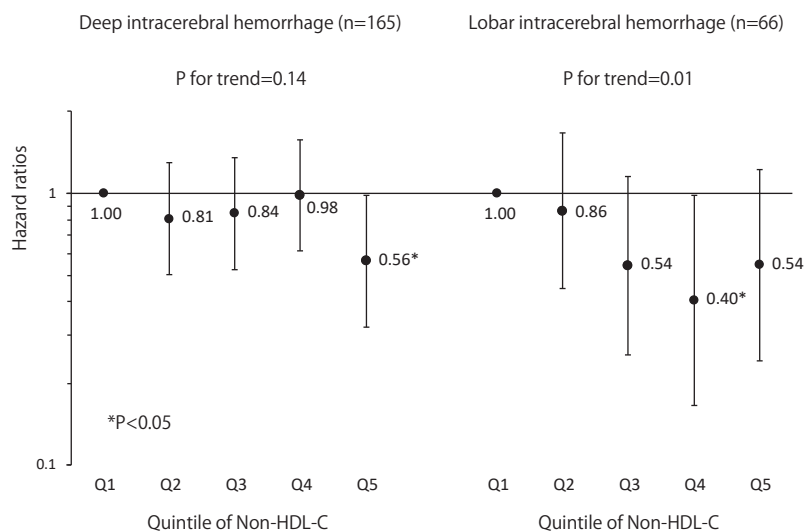 Deep intracerebral hemorrhage (n=165)
Lobar intracerebral hemorrhage (n=66)
P for trend=0.14
P for trend=0.01
Hazard ratios
1
0.1
1.00
0.81
0.84
0.98
0.56*
1.00
0.86
0.54
0.40*
0.54
*P<0.05
Q1 Q2 Q3 Q4 Q5
Q1 Q2 Q3 Q4 Q5
Quintile of Non-HDL-C
Quintile of Non-HDL-C